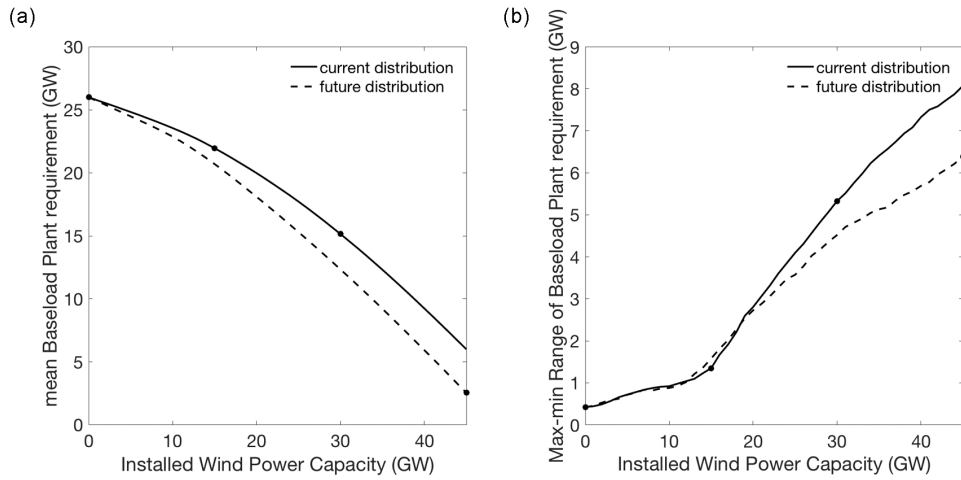 (a)
mean Baseload Plant requirement (GW)
30
25
20
15
10
5
0
0 10 20 30 40
Installed Wind Power Capacity (GW)
current distribution
future distribution
(b)
Max-min Range of Baseload Plant requirement (GW)
9
8
7
6
5
4
3
2
1
0
0 10 20 30 40
Installed Wind Power Capacity (GW)
current distribution
future distribution